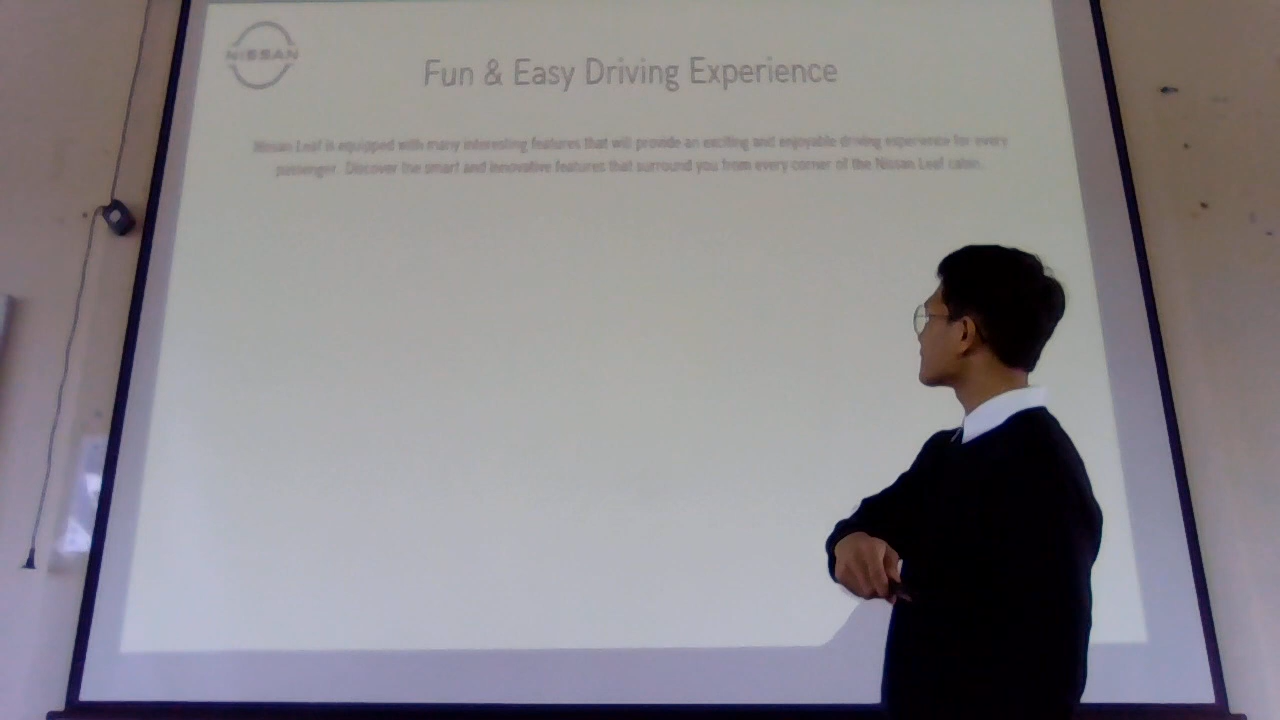 NISSAN
Fun & Easy Driving Experience
Nissan Leaf is equipped with many interesting features that will provide an exciting and enjoyable driving experience for every
passenger. Discover the smart and innovative features that surround you from every corner of the Nissan Leaf cabin.